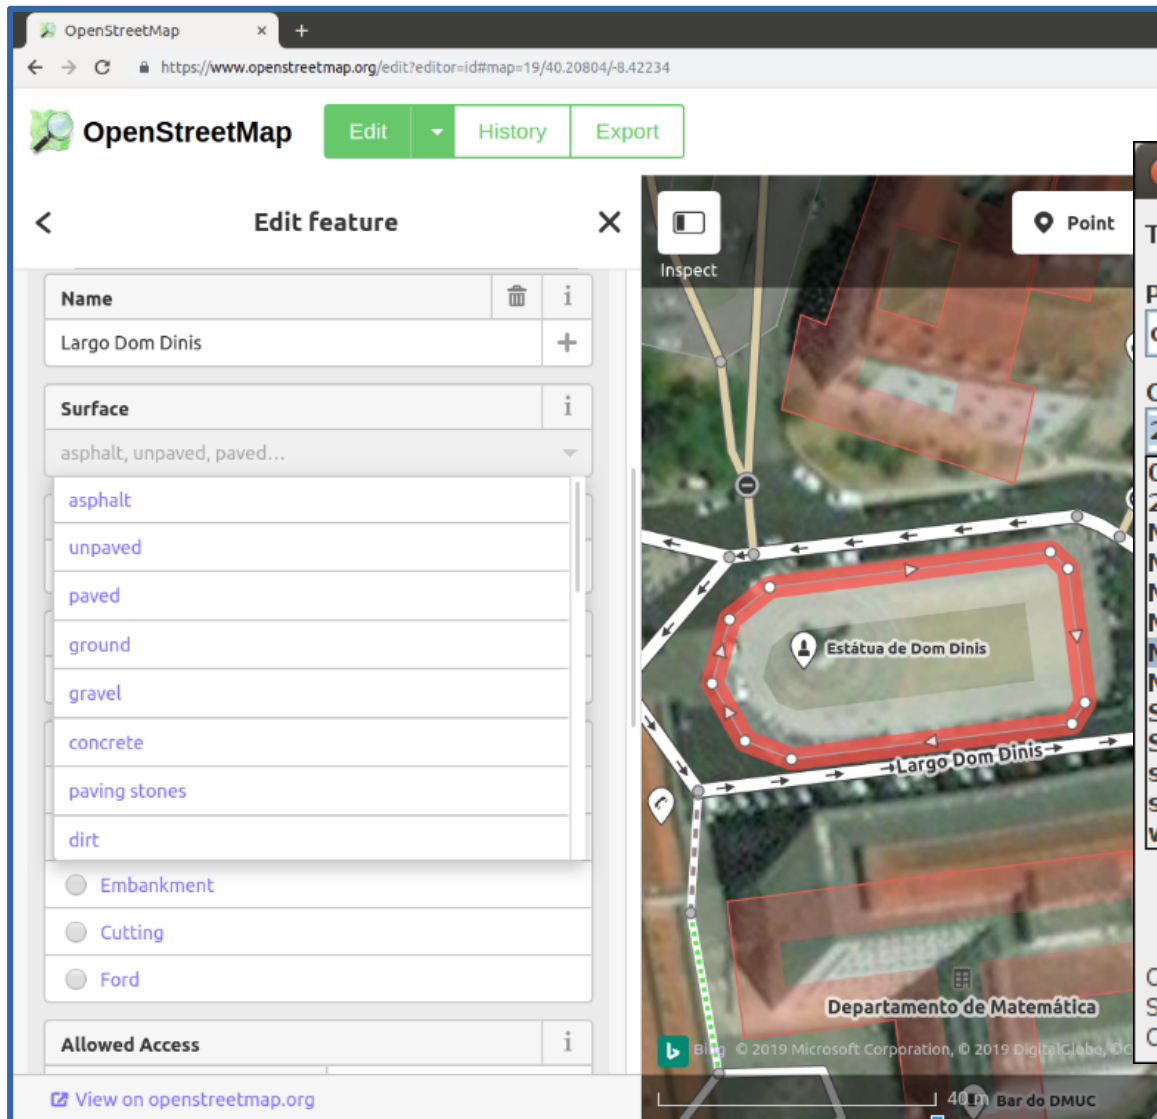 OpenStreetMap
https://www.openstreetmap.org/edit?editor=id#map=19/40.20804/-8.42234
OpenStreetMap
Edit
History
Export
Edit feature
Inspect
Point
Name
Largo Dom Dinis
Surface
asphalt, unpaved, paved...
asphalt
unpaved
paved
ground
gravel
concrete
paving stones
dirt
Embankment
Cutting
Ford
Allowed Access
View on openstreetmap.org
Estátua de Dom Dinis
Largo Dom Dinis
Departamento de Matemática
Bing © 2019 Microsoft Corporation, © 2019 DigitalGlobe,
40 m
Bar do DMUC